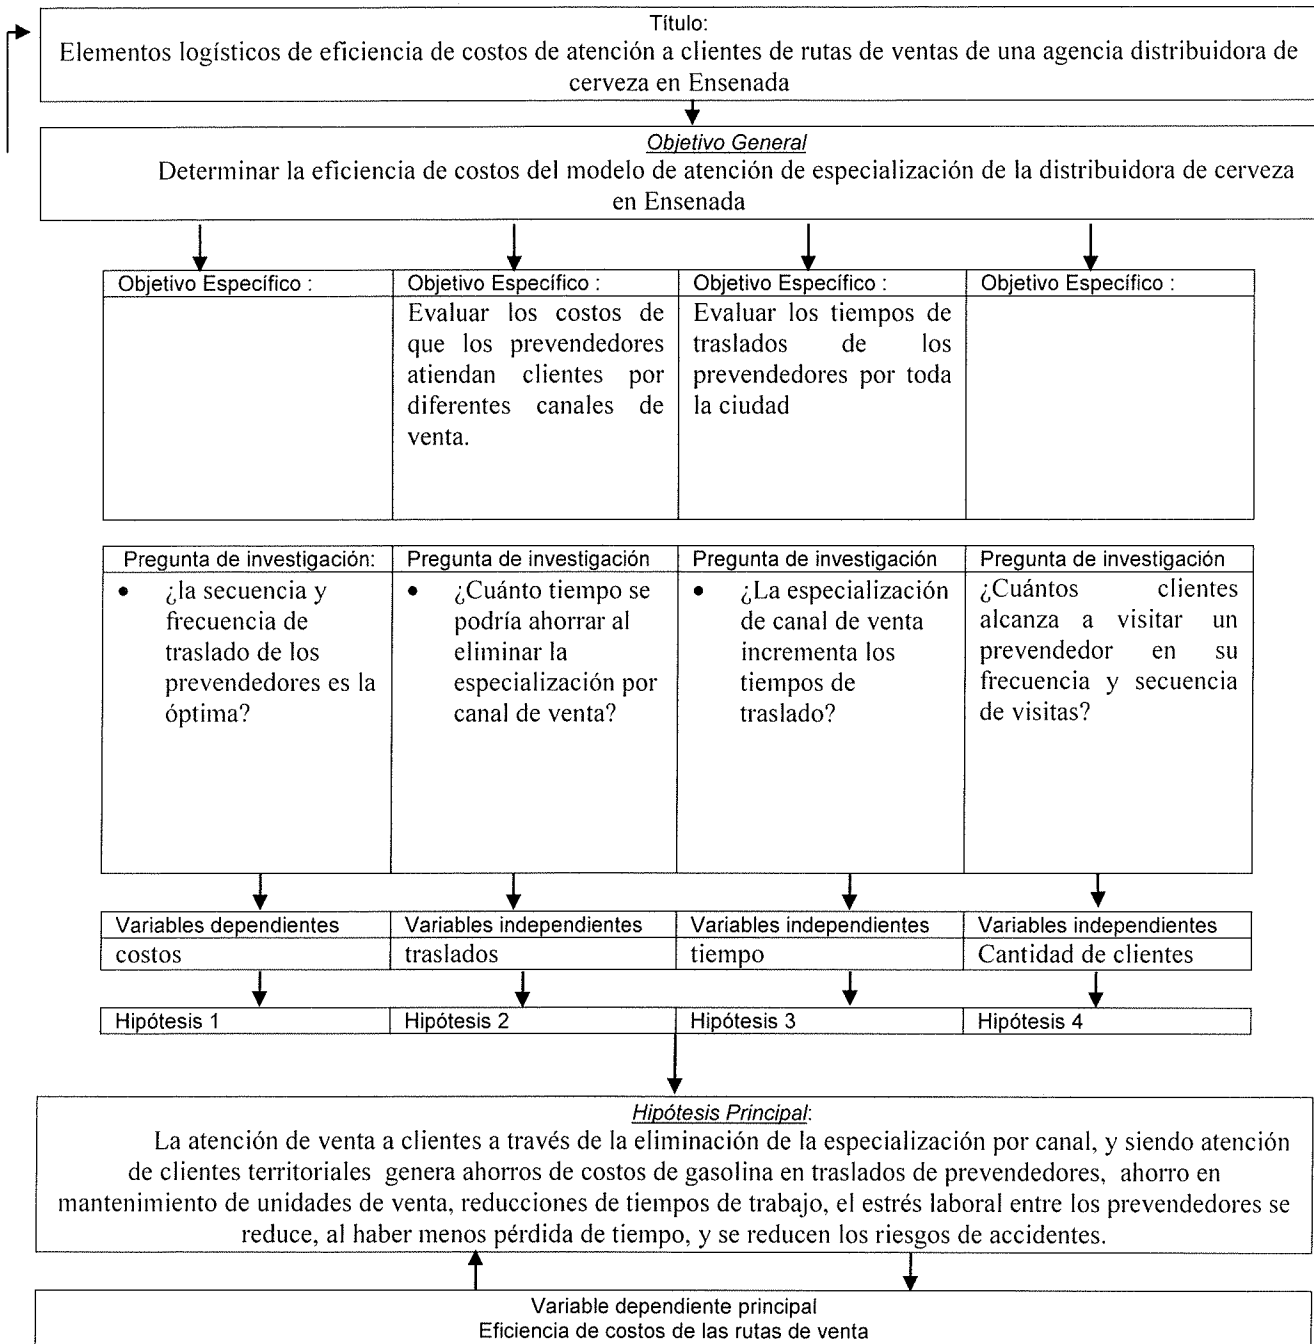 Título:
Elementos logísticos de eficiencia de costos de atención a clientes de rutas de ventas de una agencia distribuidora de
cerveza en Ensenada
Objetivo General
Determinar la eficiencia de costos del modelo de atención de especialización de la distribuidora de cerveza
en Ensenada
Objetivo Específico :
Objetivo Específico :
Evaluar los costos de
que los prevendedores
atiendan clientes por
diferentes canales de
venta.
Objetivo Específico :
Evaluar los tiempos de
traslados de los
prevendedores por toda
la ciudad
Objetivo Específico :
Pregunta de investigación:
• ¿la secuencia y
frecuencia de
traslado de los
prevendedores es la
óptima?
Pregunta de investigación
• ¿Cuánto tiempo se
podría ahorrar al
eliminar la
especialización por
canal de venta?
Pregunta de investigación
• ¿La especialización
de canal de venta
incrementa los
tiempos de
traslado?
Pregunta de investigación
¿Cuántos clientes
alcanza a visitar un
prevendedor en su
frecuencia y secuencia
de visitas?
Variables dependientes
costos
Variables independientes
traslados
Variables independientes
tiempo
Variables independientes
Cantidad de clientes
Hipótesis 1
Hipótesis 2
Hipótesis 3
Hipótesis 4
Hipótesis Principal:
La atención de venta a clientes a través de la eliminación de la especialización por canal, y siendo atención
de clientes territoriales genera ahorros de costos de gasolina en traslados de prevendedores, ahorro en
mantenimiento de unidades de venta, reducciones de tiempos de trabajo, el estrés laboral entre los prevendedores se
reduce, al haber menos pérdida de tiempo, y se reducen los riesgos de accidentes.
Variable dependiente principal
Eficiencia de costos de las rutas de venta